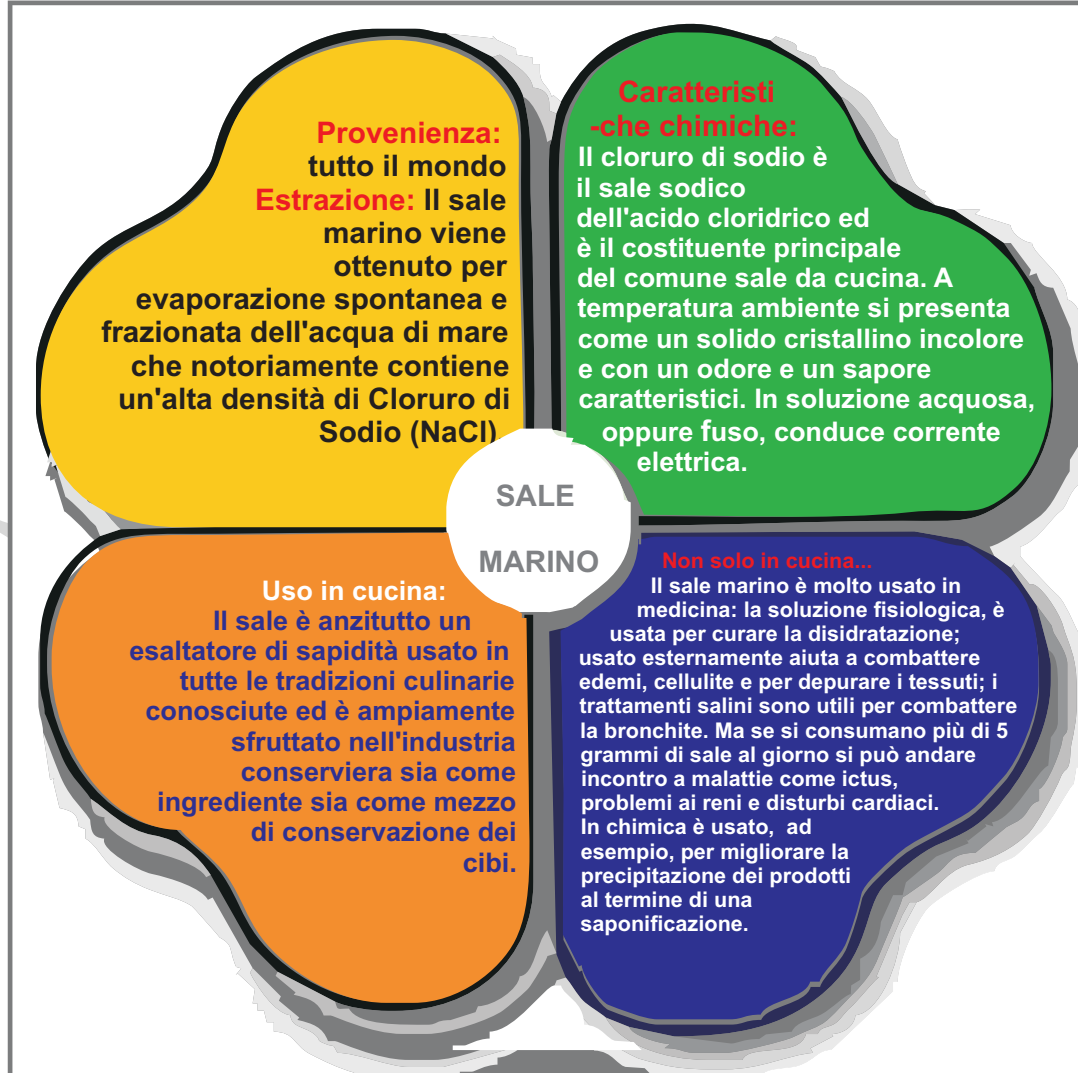 Provenienza:
tutto il mondo
Estrazione: Il sale
marino viene
ottenuto per
evaporazione spontanea e
frazionata dell'acqua di mare
che notoriamente contiene
un'alta densità di Cloruro di
Sodio (NaCl)
Caratteristi
-che chimiche:
Il cloruro di sodio è
il sale sodico
dell'acido cloridrico ed
è il costituente principale
del comune sale da cucina. A
temperatura ambiente si presenta
come un solido cristallino incolore
e con un odore e un sapore
caratteristici. In soluzione acquosa,
oppure fuso, conduce corrente
elettrica.
SALE
MARINO
Uso in cucina:
Il sale è anzitutto un
esaltatore di sapidità usato in
tutte le tradizioni culinarie
conosciute ed è ampiamente
sfruttato nell'industria
conserviera sia come
ingrediente sia come mezzo
di conservazione dei
cibi.
Non solo in cucina...
Il sale marino è molto usato in
medicina: la soluzione fisiologica, è
usata per curare la disidratazione;
usato esternamente aiuta a combattere
edemi, cellulite e per depurare i tessuti; i
trattamenti salini sono utili per combattere
la bronchite. Ma se si consumano più di 5
grammi di sale al giorno si può andare
incontro a malattie come ictus,
problemi ai reni e disturbi cardiaci.
In chimica è usato, ad
esempio, per migliorare la
precipitazione dei prodotti
al termine di una
saponificazione.